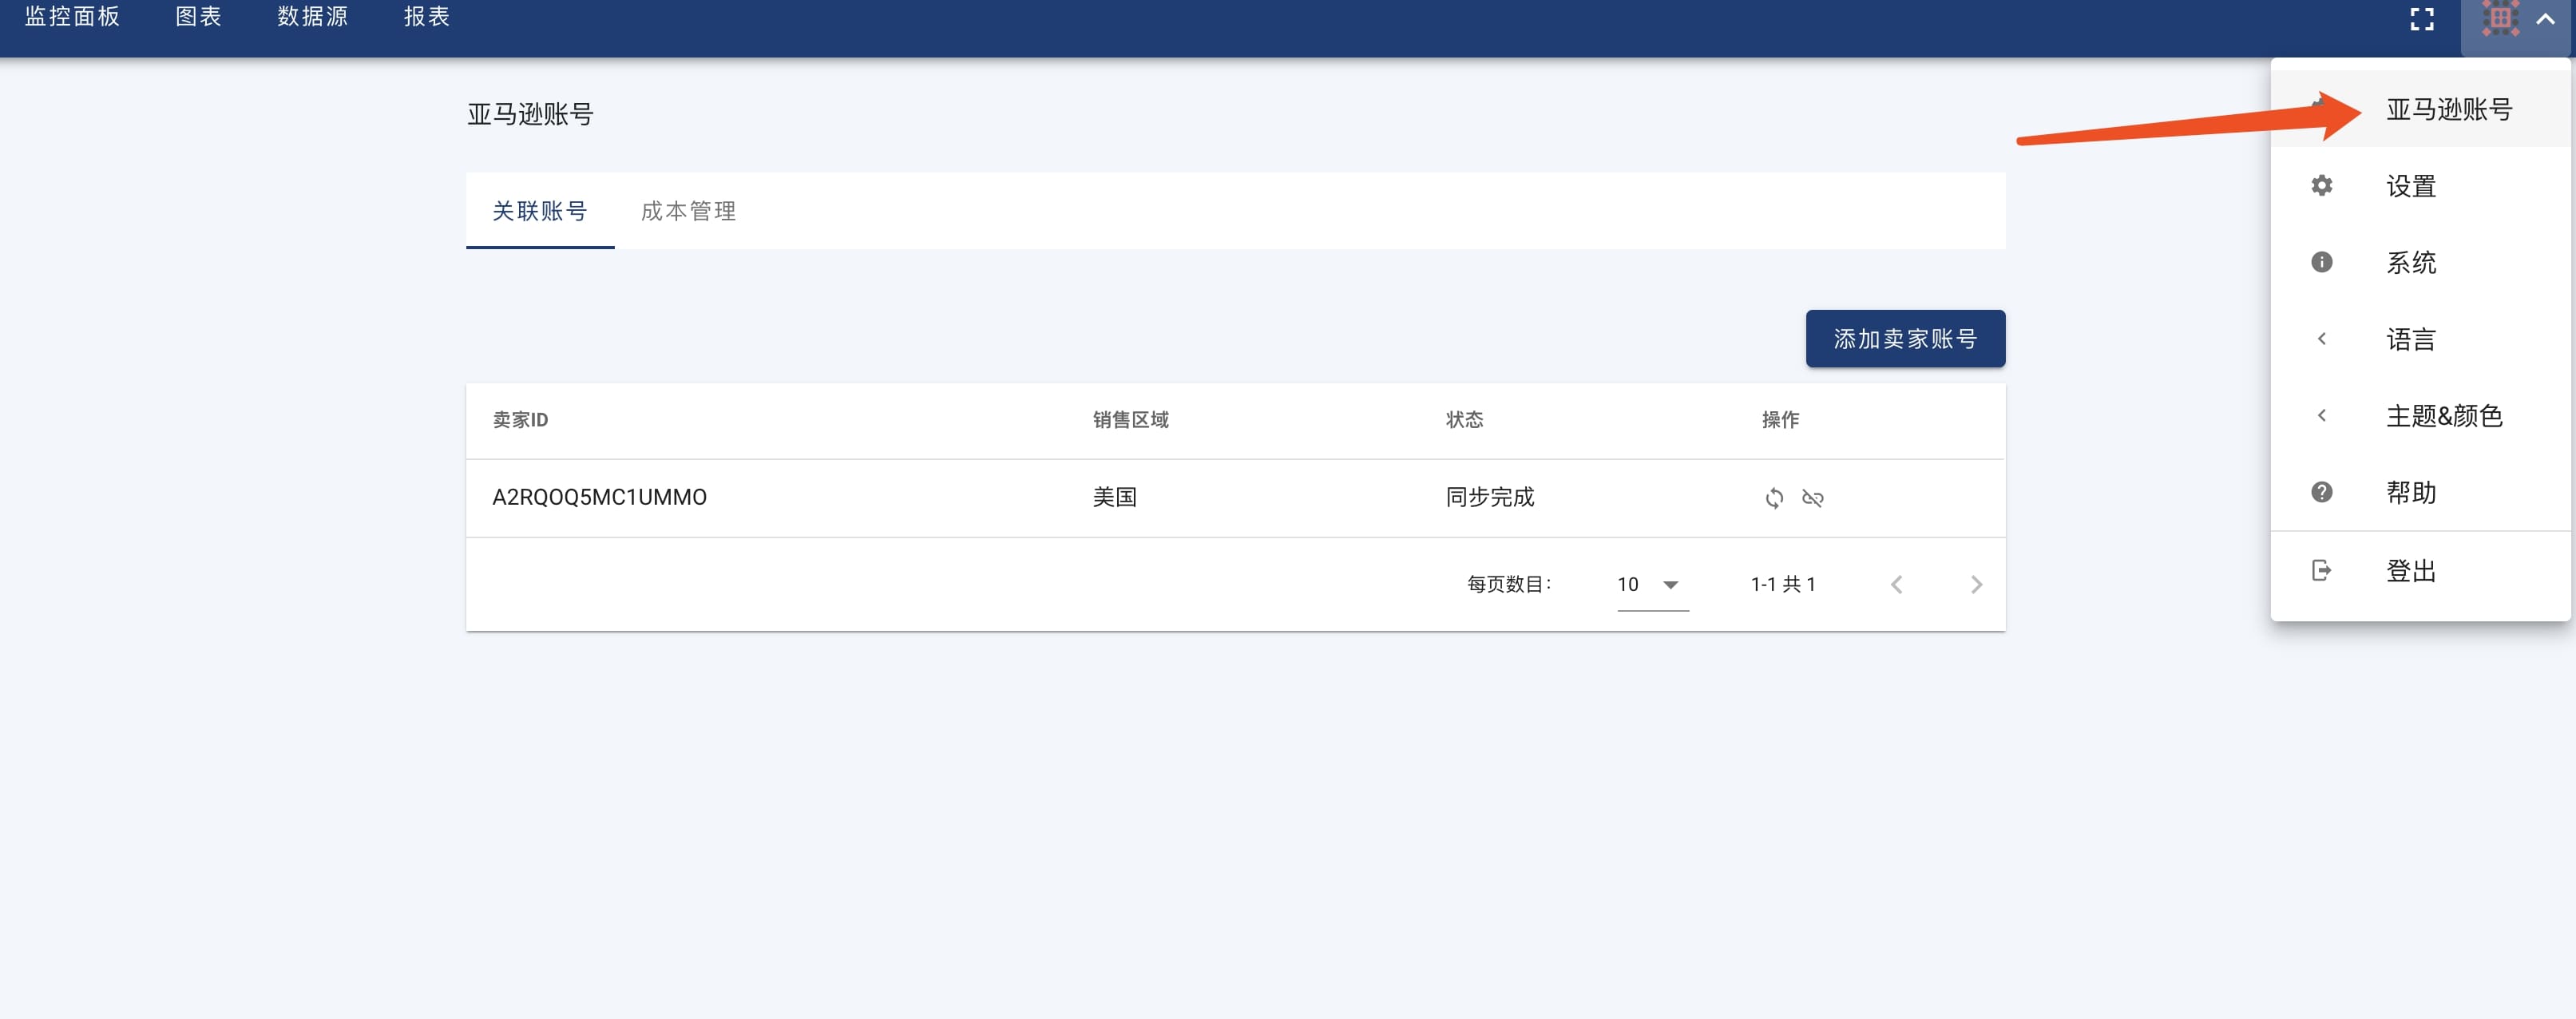 监控面板 图表 数据源 报表
亚马逊账号
关联账号 成本管理
添加卖家账号
卖家ID 销售区域 状态 操作
A2RQOQ5MC1UMMO 美国 同步完成
每页数目： 10 1-1 共 1
亚马逊账号
设置
系统
语言
主题&颜色
帮助
登出